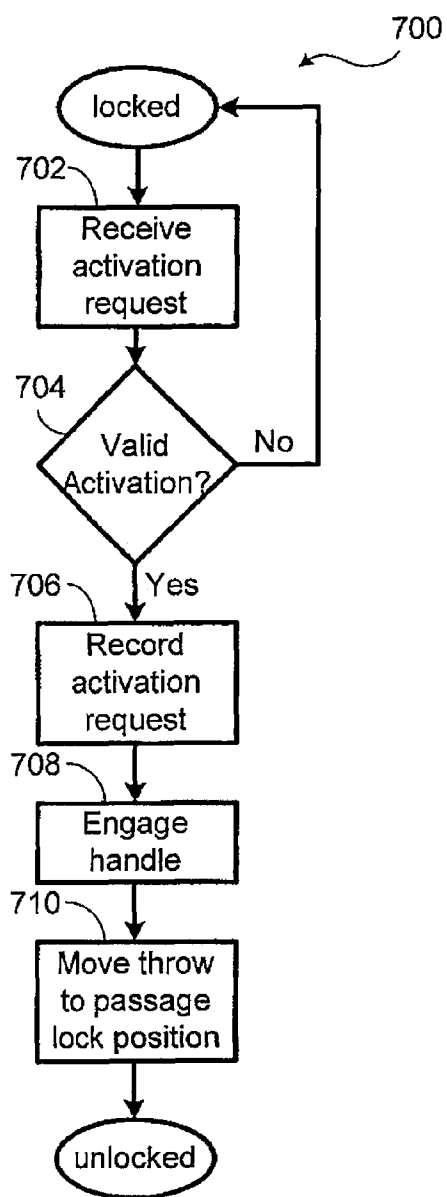 700
locked
702
Receive
activation
request
704
Valid
Activation?
No
Yes
706
Record
activation
request
708
Engage
handle
710
Move throw
to passage
lock position
unlocked